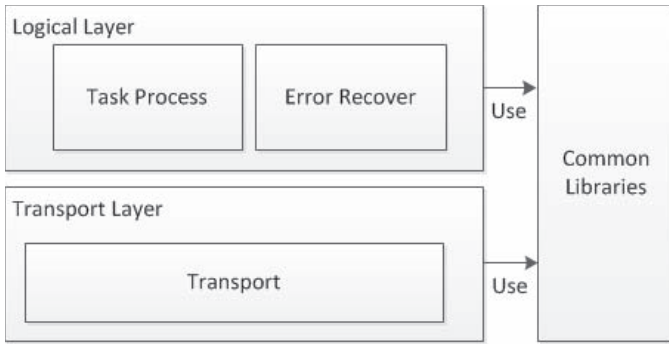 Logical Layer
Task Process
Error Recover
Use
Common
Libraries
Transport Layer
Transport
Use